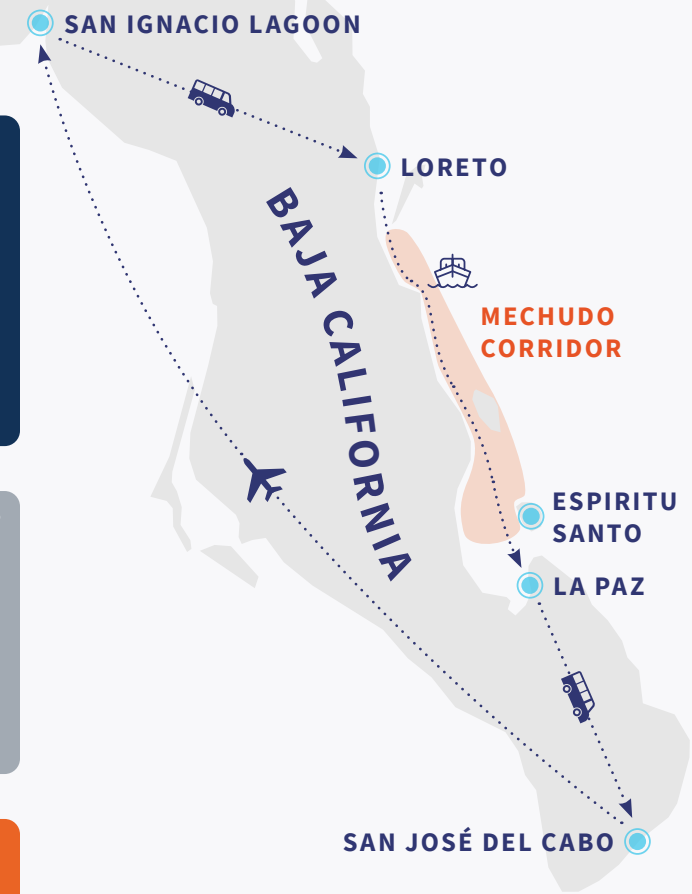 SAN IGNACIO LAGOON
LORETO
BAJA CALIFORNIA
MECHUDO
CORRIDOR
ESPIRITU
SANTO
LA PAZ
SAN JOSÉ DEL CABO